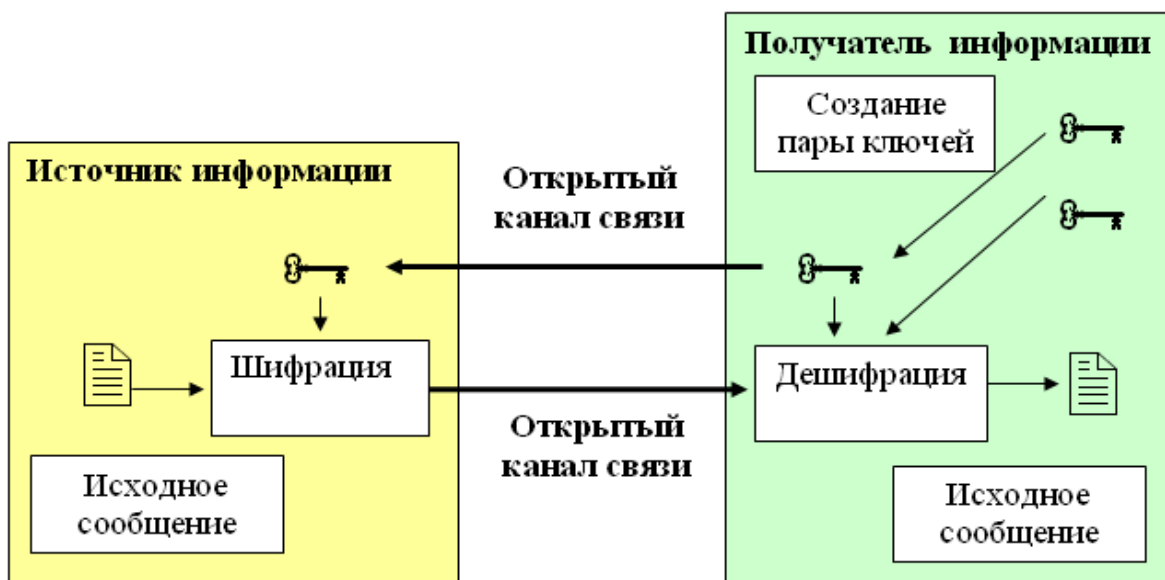 Получатель информации
Создание
пары ключей
Источник информации
Открытый
канал связи
Шифрация
Дешифрация
Открытый
канал связи
Исходное
сообщение
Исходное
сообщение